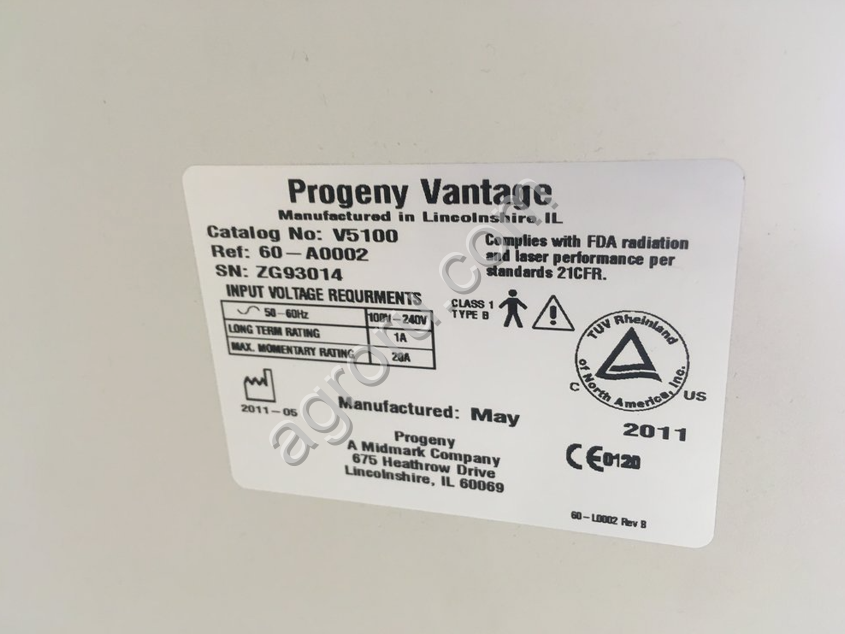 Progeny Vantage
Manufactured in Lincolnshire, IL
Catalog No: V5100
Ref: 60-A0002
SN: ZG93014
Complies with FDA radiation
and laser performance per
standards 21CFR.
INPUT VOLTAGE REQURMENTS
50-60Hz 100V-240V
LONG TERM RATING 1A
MAX. MOMENTARY RATING 20A
CLASS 1
TYPE B
TUV Rheinland
of North America, Inc.
C US
2011-05
Manufactured: May 2011
Progeny
A Midmark Company
675 Heathrow Drive
Lincolnshire, IL 60069
CE0120
60-L0002 Rev B
agroru.com